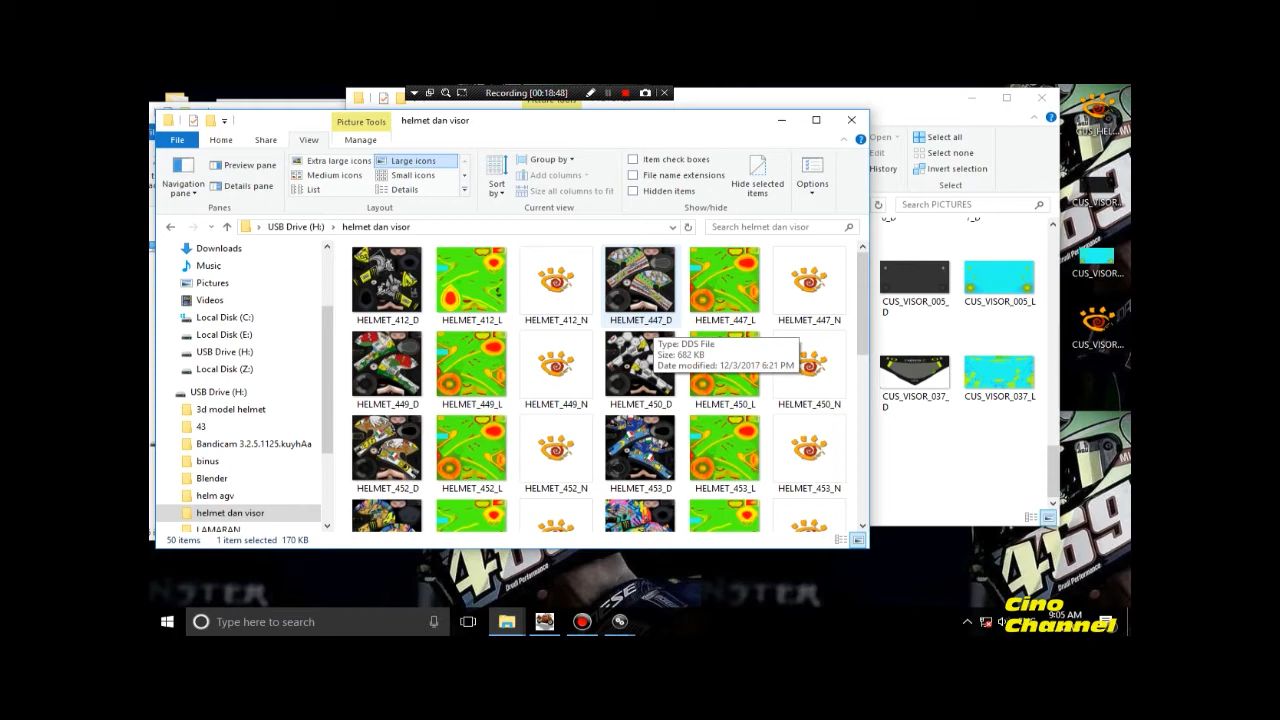 Recording [00:18:48]
Picture Tools
helmet dan visor
File
Home
Share
View
Manage
Preview pane
Details pane
Navigation
pane
Panes
Extra large icons
Large icons
Medium icons
Small icons
List
Details
Layout
Sort
by
Group by
Add columns
Size all columns to fit
Current view
Item check boxes
File name extensions
Hidden items
Hide selected
items
Show/hide
Options
Open
Edit
History
Select all
Select none
Invert selection
Select
USB Drive (H:) > helmet dan visor
Search helmet dan visor
Search PICTURES
Downloads
Music
Pictures
Videos
Local Disk (C:)
Local Disk (E:)
USB Drive (H:)
Local Disk (Z:)
USB Drive (H:)
3d model helmet
43
Bandicam 3.2.5.1125.kuyhAa
binus
Blender
helm agv
helmet dan visor
LAMARAN
HELMET_412_D
HELMET_412_L
HELMET_412_N
HELMET_447_D
HELMET_447_L
HELMET_447_N
Type: DDS File
Size: 682 KB
Date modified: 12/3/2017 6:21 PM
HELMET_449_D
HELMET_449_L
HELMET_449_N
HELMET_450_D
HELMET_450_L
HELMET_450_N
HELMET_452_D
HELMET_452_L
HELMET_452_N
HELMET_453_D
HELMET_453_L
HELMET_453_N
50 items
1 item selected 170 KB
CUS_VISOR_005_
D
CUS_VISOR_005_L
CUS_VISOR_037_
D
CUS_VISOR_037_L
CUS_HEL...
CUS_VISOR...
CUS_VISOR...
CUS_VISOR...
69
46
Drudi Performance
Type here to search
9:05 AM
Cino
Channel